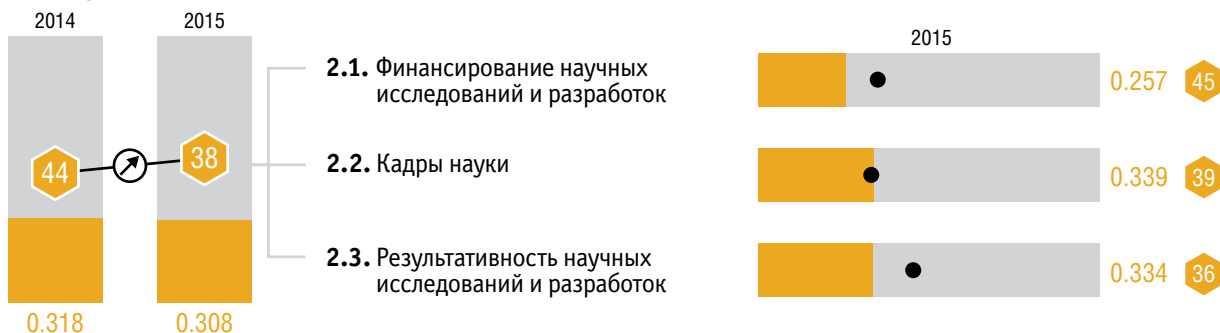 2014
2015
44
38
0.318
0.308
2.1. Финансирование научных
исследований и разработок
2.2. Кадры науки
2.3. Результативность научных
исследований и разработок
2015
0.257
45
0.339
39
0.334
36